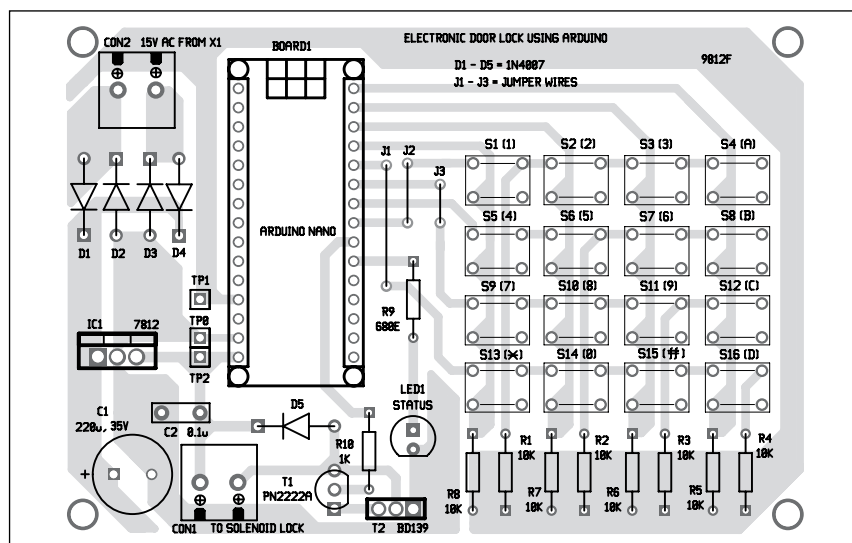 ELECTRONIC DOOR LOCK USING ARDUINO
CON2 15V AC FROM X1
BOARD1
9812F
D1 - D5 = 1N4007
J1 - J3 = JUMPER WIRES
S1 (1) S2 (2) S3 (3) S4 (A)
J1 J2 J3
S5 (4) S6 (5) S7 (6) S8 (B)
ARDUINO NANO
D1 D2 D3 D4
S9 (7) S10 (8) S11 (9) S12 (C)
TP1
R9
680E
TP0
IC1 7812
TP2
S13 (*) S14 (0) S15 (#) S16 (D)
LED1
STATUS
C1
220u, 35V
C2 0.1u
D5
R10
1K
R1
10K
R2
10K
R3
10K
R4
10K
+
T1
PN2222A
R8
10K
R7
10K
R6
10K
R5
10K
CON1 TO SOLENOID LOCK
T2 BD139